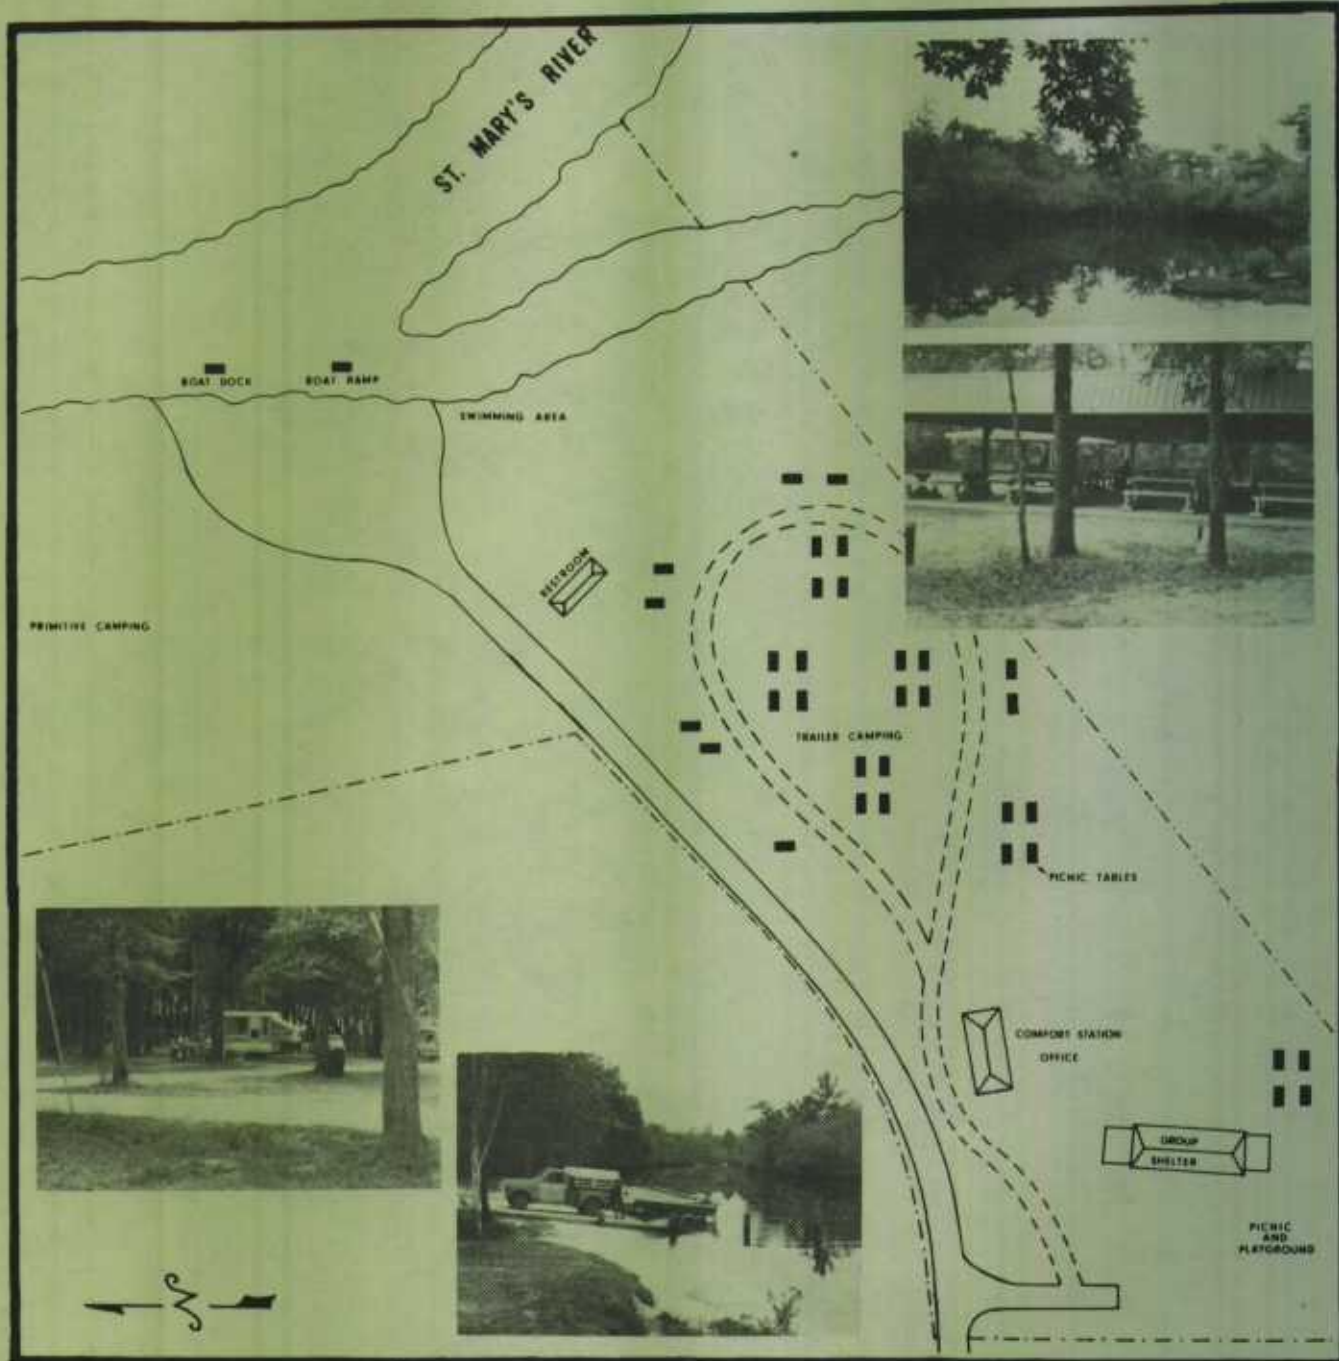 ST. MARY'S RIVER
BOAT DOCK
BOAT RAMP
SWIMMING AREA
RESTROOM
PRIMITIVE CAMPING
TRAILER CAMPING
PICNIC TABLES
COMFORT STATION
OFFICE
GROUP
SHELTER
PICNIC
AND
PLAYGROUND